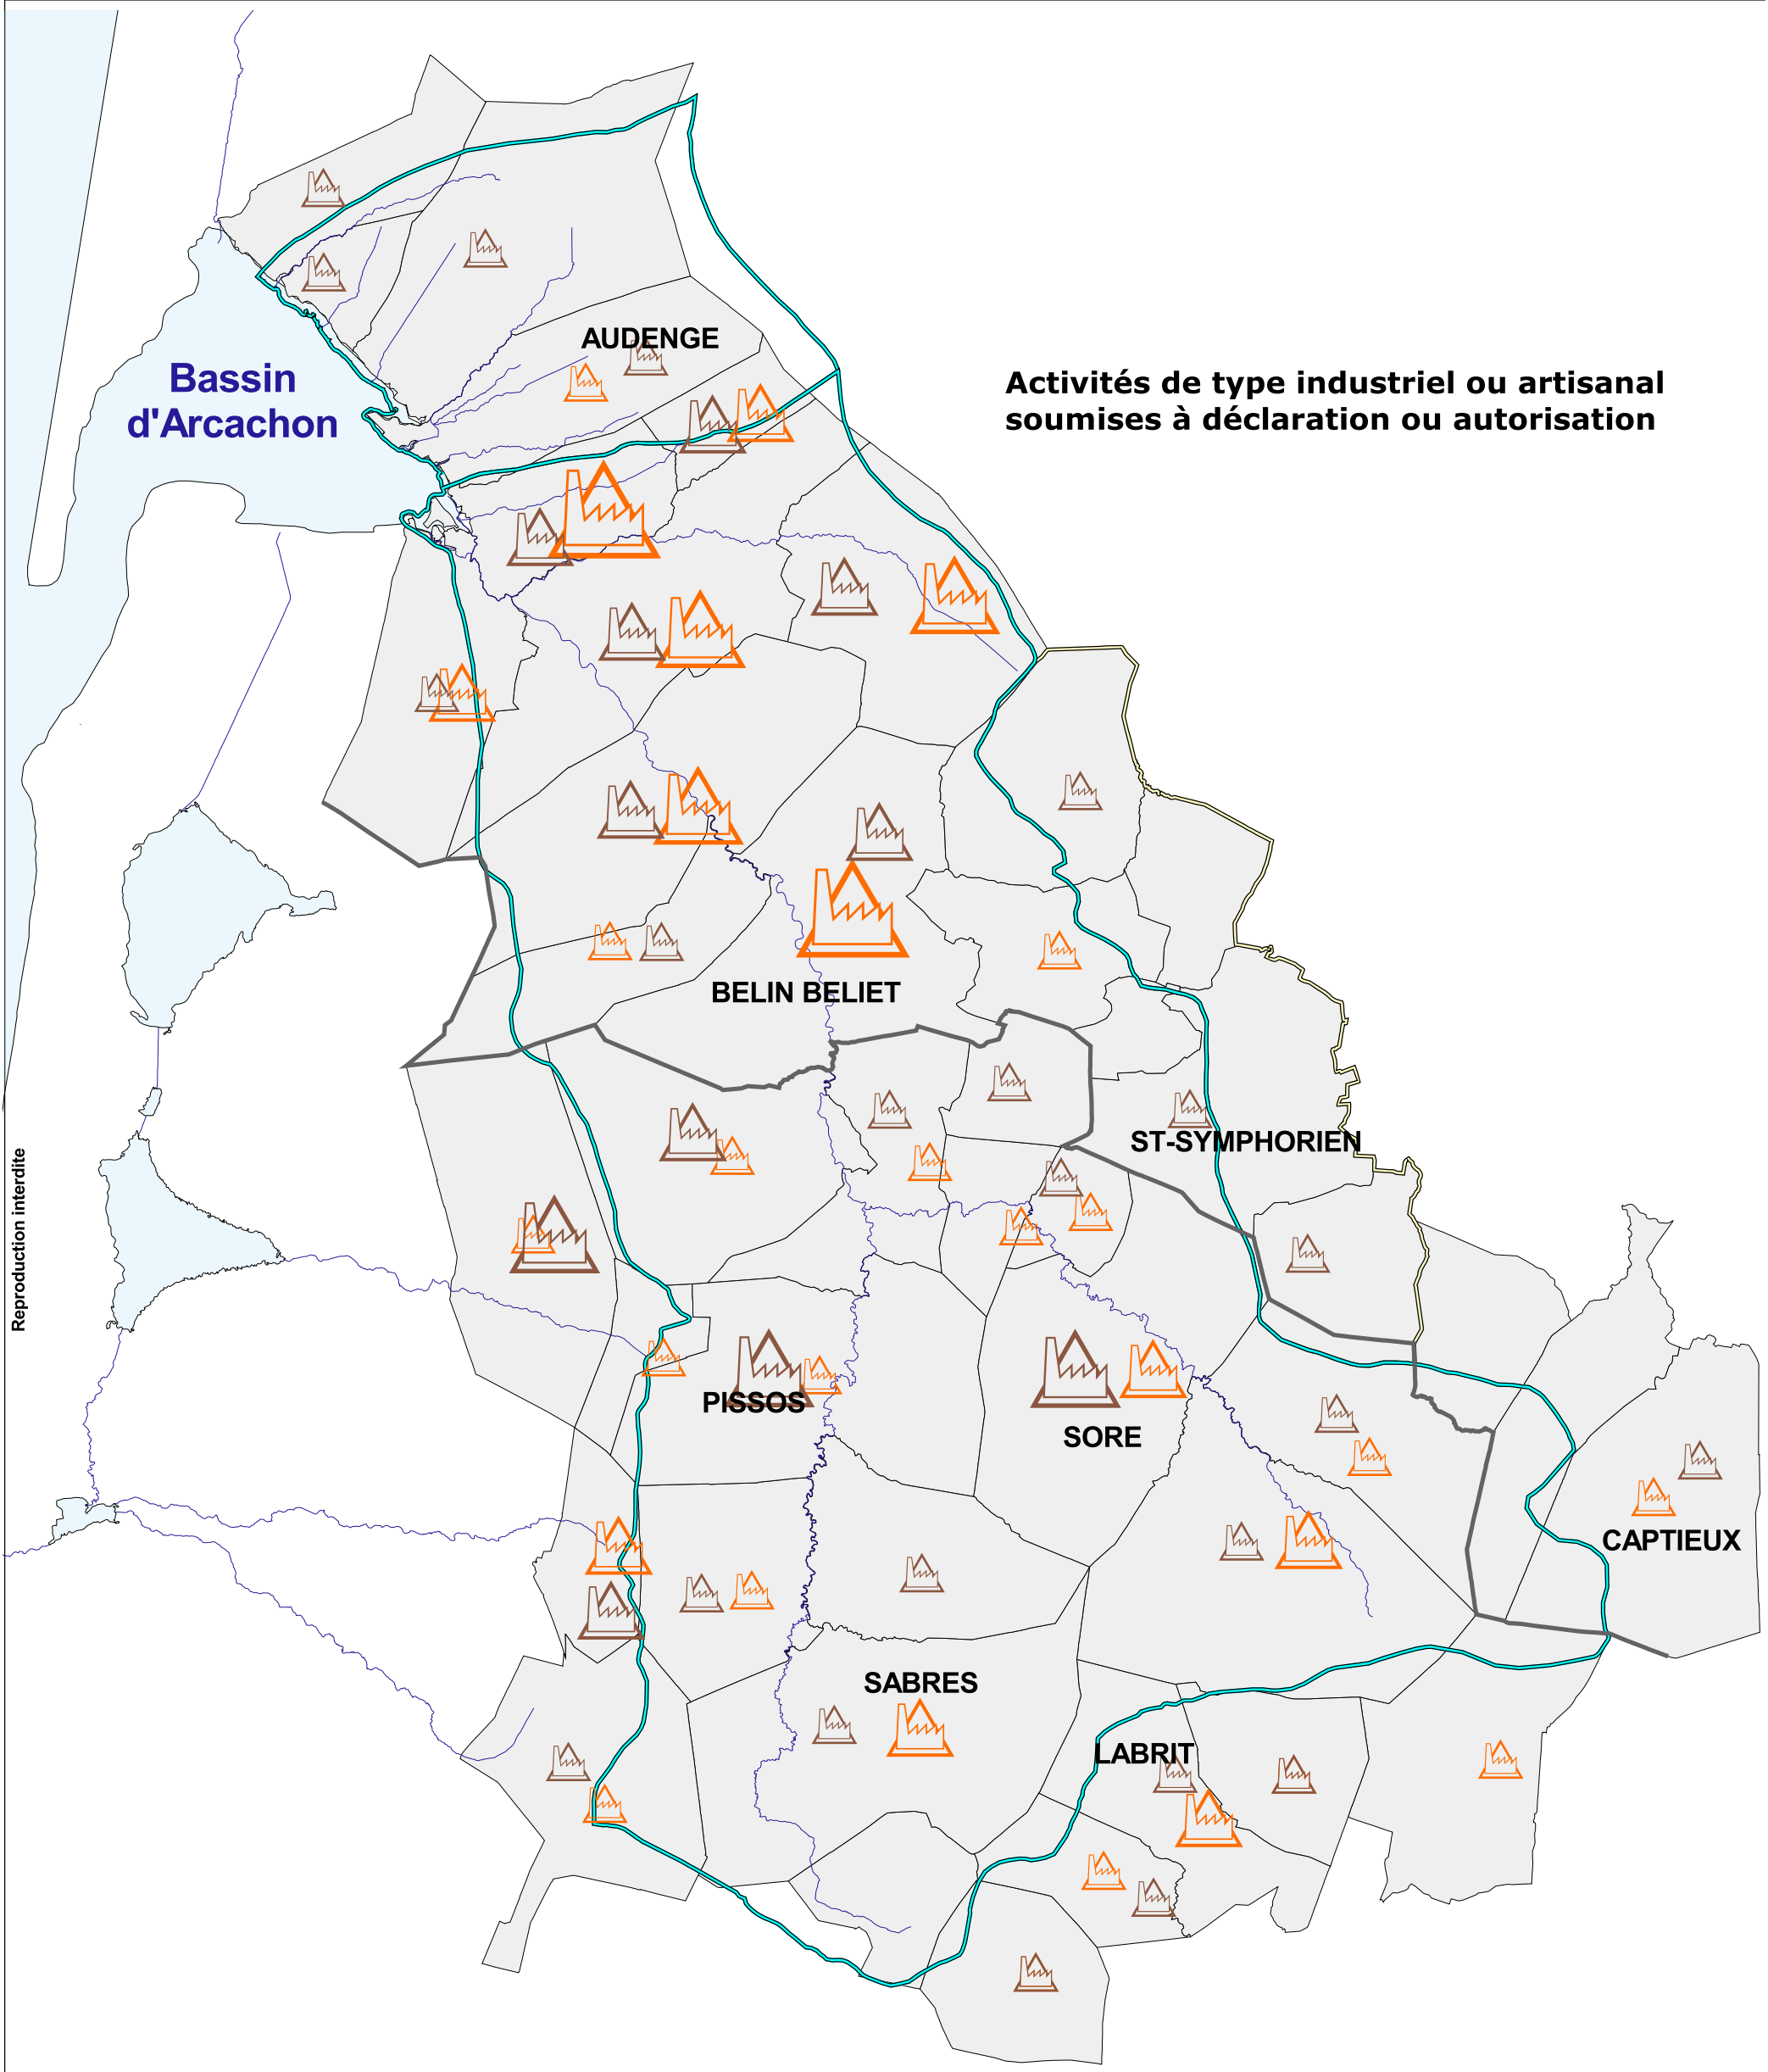 AUDENGE
Bassin
d'Arcachon
Activités de type industriel ou artisanal
soumises à déclaration ou autorisation
BELIN BELIET
ST-SYMPHORIEN
Reproduction interdite
PISSOS
SORE
CAPTIEUX
SABRES
LABRIT